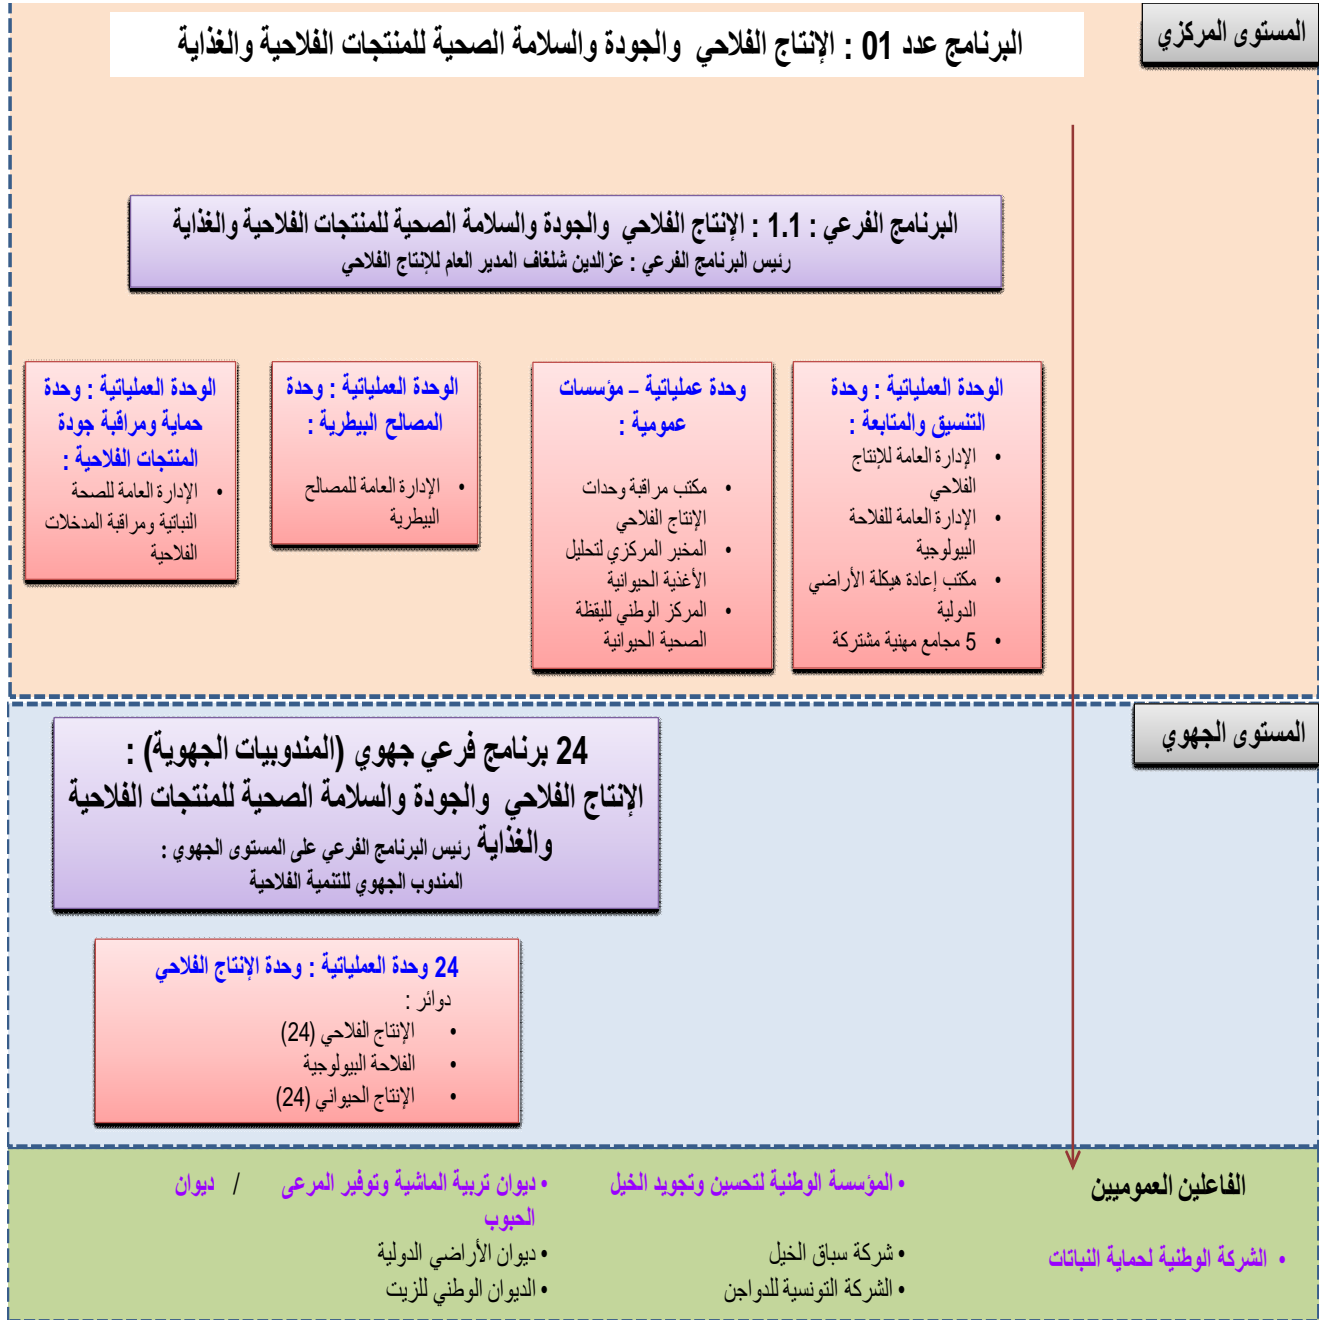 المستوى المركزي
البرنامج عدد 01 : الإنتاج الفلاحي والجودة والسلامة الصحية للمنتجات الفلاحية والغذاية
البرنامج الفرعي : 1.1 : الإنتاج الفلاحي والجودة والسلامة الصحية للمنتجات الفلاحية والغذاية
رئيس البرنامج الفرعي : عزالدين شلغاف المدير العام للإنتاج الفلاحي
الوحدة العملياتية : وحدة
التنسيق والمتابعة :
• الإدارة العامة للإنتاج
الفلاحي
• الإدارة العامة للفلاحة
البيولوجية
• مكتب إعادة هيكلة الأراضي
الدولية
• 5 مجامع مهنية مشتركة
وحدة عملياتية – مؤسسات
عمومية :
• مكتب مراقبة وحدات
الإنتاج الفلاحي
• المخبر المركزي لتحليل
الأغذية الحيوانية
• المركز الوطني لليقظة
الصحية الحيوانية
الوحدة العملياتية : وحدة
المصالح البيطرية :
• الإدارة العامة للمصالح
البيطرية
الوحدة العملياتية : وحدة
حماية ومراقبة جودة
المنتجات الفلاحية :
• الإدارة العامة للصحة
النباتية ومراقبة المدخلات
الفلاحية
المستوى الجهوي
24 برنامج فرعي جهوي (المندوبيات الجهوية) :
الإنتاج الفلاحي والجودة والسلامة الصحية للمنتجات الفلاحية
والغذاية رئيس البرنامج الفرعي على المستوى الجهوي :
المندوب الجهوي للتنمية الفلاحية
24 وحدة العملياتية : وحدة الإنتاج الفلاحي
دوائر :
• الإنتاج الفلاحي (24)
• الفلاحة البيولوجية
• الإنتاج الحيواني (24)
الفاعلين العموميين
• الشركة الوطنية لحماية النباتات
• المؤسسة الوطنية لتحسين وتجويد الخيل
• شركة سباق الخيل
• الشركة التونسية للدواجن
• ديوان تربية الماشية وتوفير المرعى / ديوان
الحبوب
• ديوان الأراضي الدولية
• الديوان الوطني للزيت